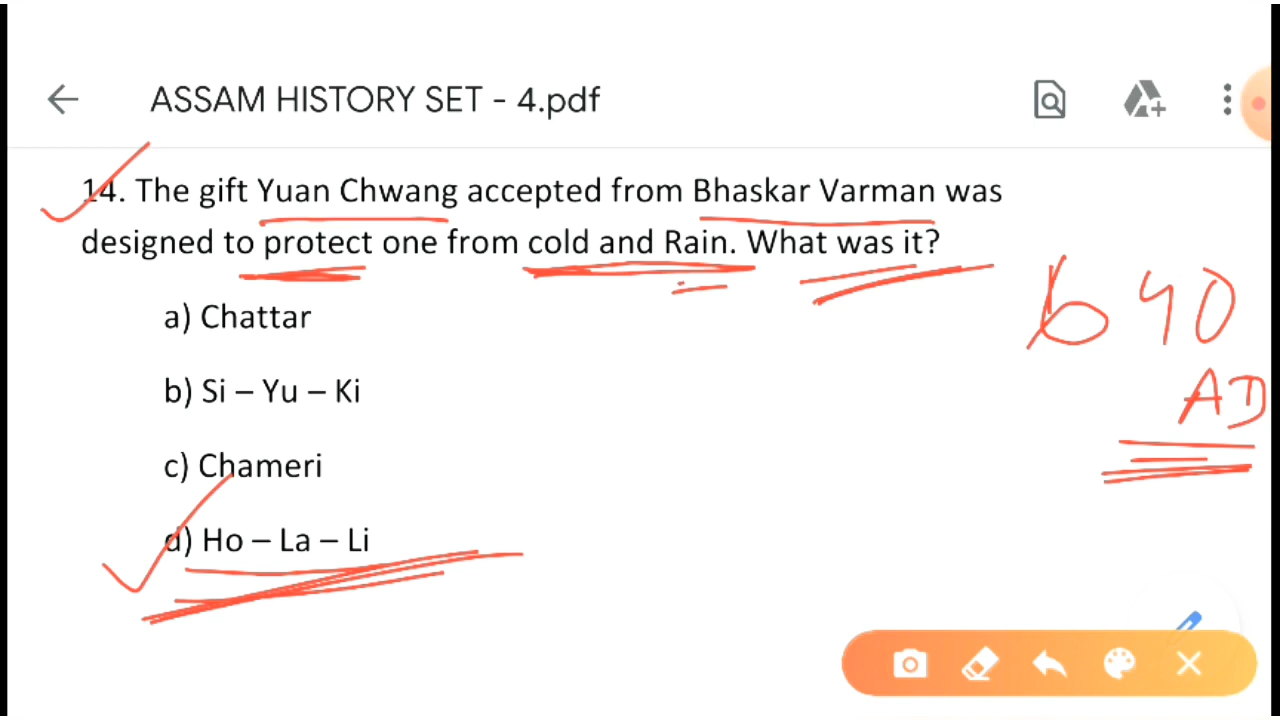 ASSAM HISTORY SET - 4.pdf
14. The gift Yuan Chwang accepted from Bhaskar Varman was
designed to protect one from cold and Rain. What was it?
a) Chattar
b) Si – Yu – Ki
c) Chameri
d) Ho – La – Li
640
AD